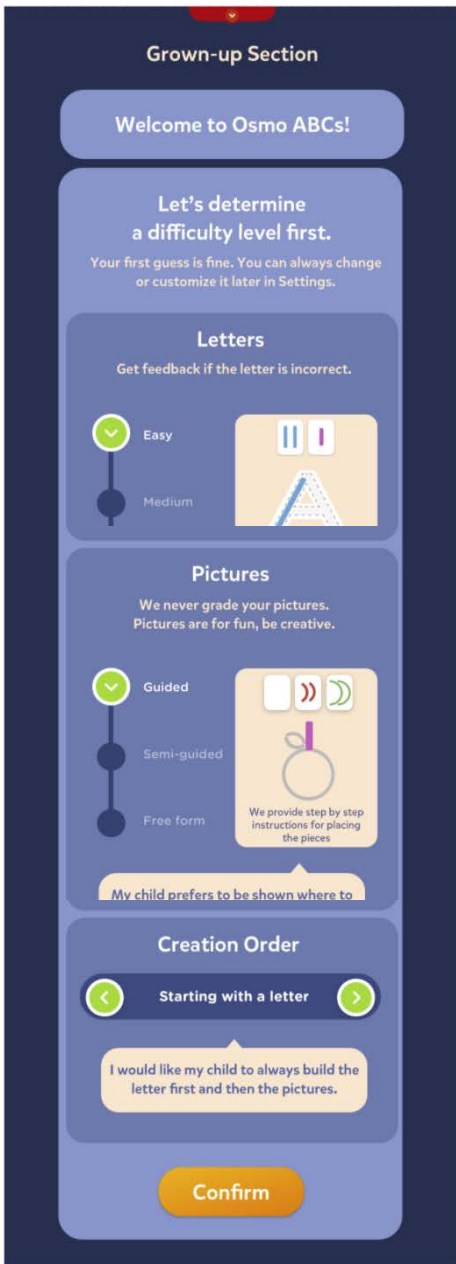 Grown-up Section
Welcome to Osmo ABCs!
Let's determine
a difficulty level first.
Your first guess is fine. You can always change
or customize it later in Settings.
Letters
Get feedback if the letter is incorrect.
Easy
Medium
A
Pictures
We never grade your pictures.
Pictures are for fun, be creative.
Guided
Semi-guided
Free form
We provide step by step
instructions for placing
the pieces
My child prefers to be shown where to
Creation Order
Starting with a letter
I would like my child to always build the
letter first and then the pictures.
Confirm